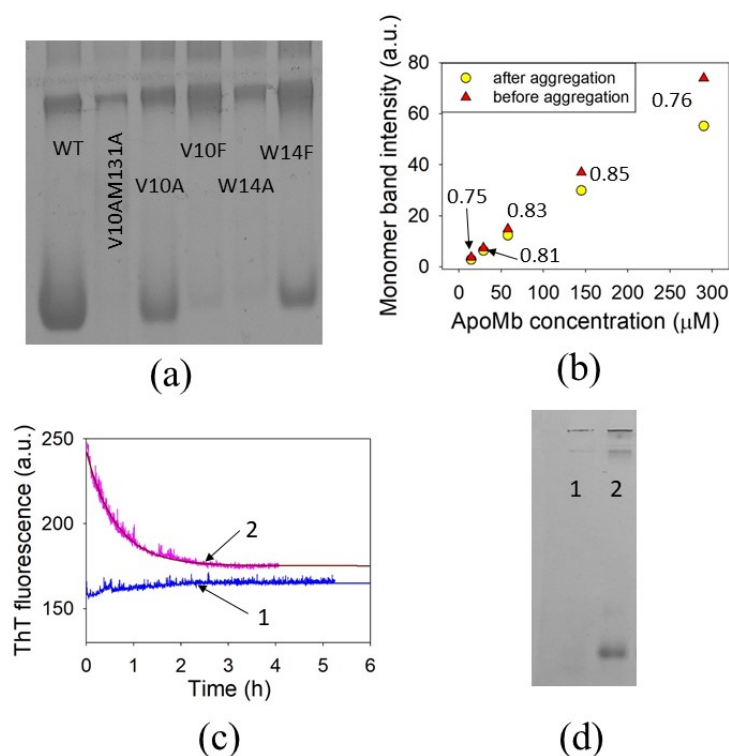 WT
V10AM131A
V10A
V10F
W14A
W14F
(a)
Monomer band intensity (a.u.)
80
60
40
20
0
after aggregation
before aggregation
0.76
0.85
0.83
0.75
0.81
0 50 100 150 200 250 300
ApoMb concentration (μM)
(b)
ThT fluorescence (a.u.)
250
200
150
2
1
0 1 2 3 4 5 6
Time (h)
(c)
1 2
(d)